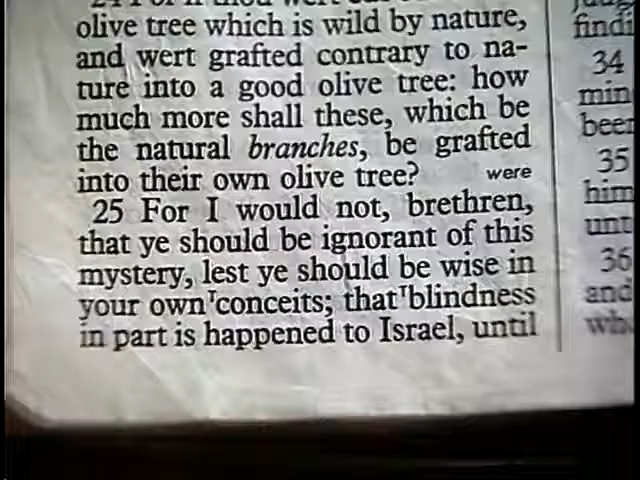 olive tree which is wild by nature,
and wert grafted contrary to na-
ture into a good olive tree: how
much more shall these, which be
the natural branches, be grafted
into their own olive tree? were
25 For I would not, brethren,
that ye should be ignorant of this
mystery, lest ye should be wise in
your own conceits; that blindness
in part is happened to Israel, until
34
35
him
36
and